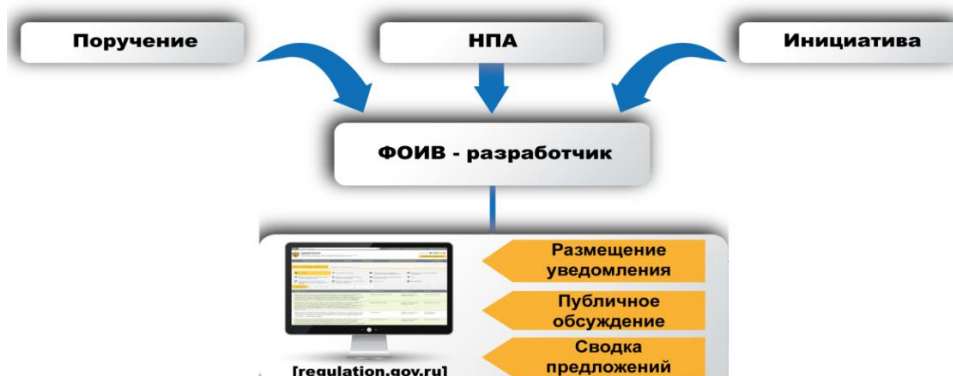 Поручение
НПА
Инициатива
ФОИВ - разработчик
Размещение
уведомления
Публичное
обсуждение
Сводка
предложений
[regulation.gov.ru]